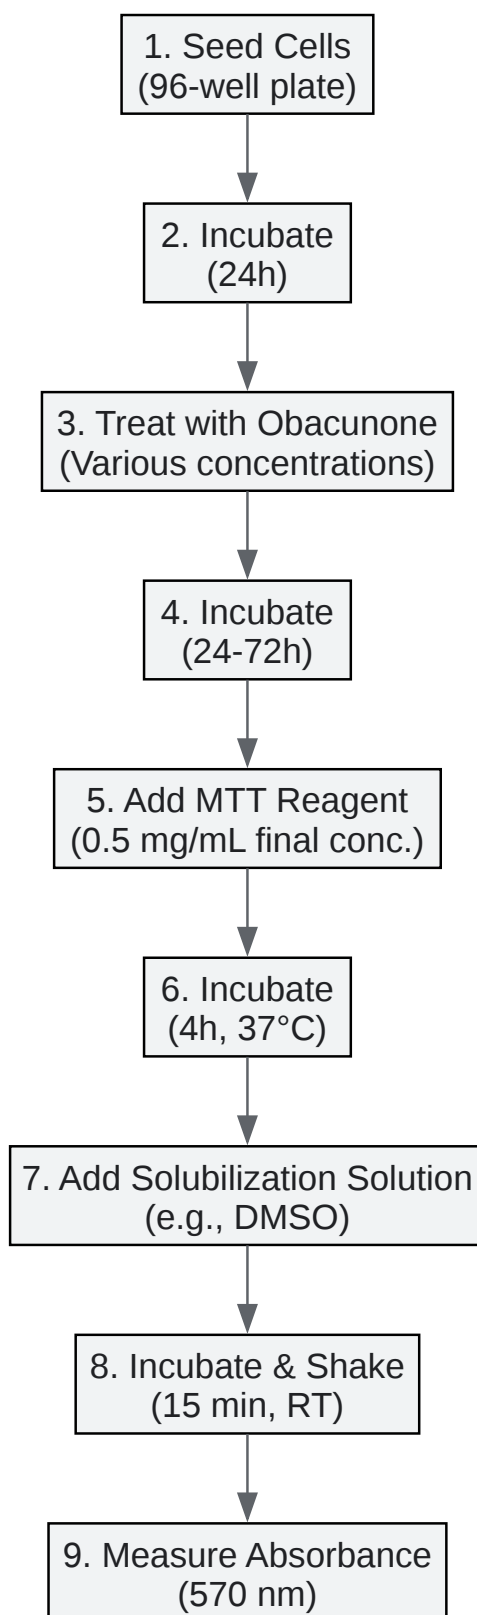 1. Seed Cells
(96-well plate)
2. Incubate
(24h)
3. Treat with Obacunone
(Various concentrations)
4. Incubate
(24-72h)
5. Add MTT Reagent
(0.5 mg/mL final conc.)
6. Incubate
(4h, 37°C)
7. Add Solubilization Solution
(e.g., DMSO)
8. Incubate & Shake
(15 min, RT)
9. Measure Absorbance
(570 nm)